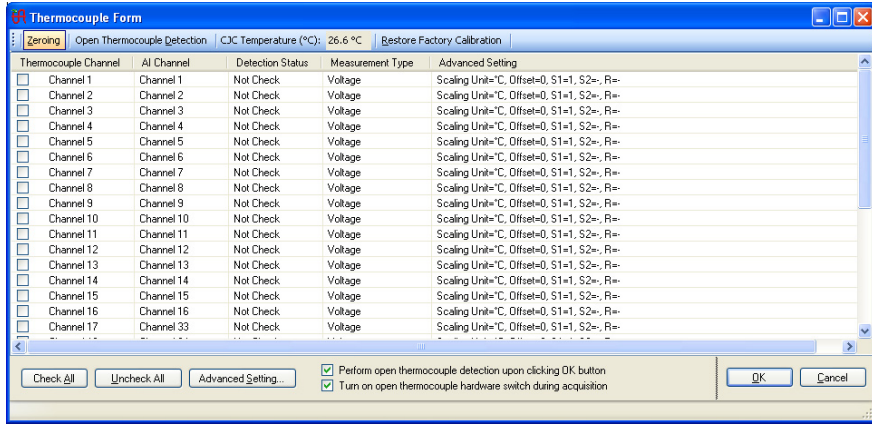 Thermocouple Form
Zeroing Open Thermocouple Detection CJC Temperature (°C): 26.6 °C Restore Factory Calibration
Thermocouple Channel AI Channel Detection Status Measurement Type Advanced Setting
Channel 1 Channel 1 Not Check Voltage Scaling Unit=°C, Offset=0, S1=1, S2=-, R=-
Channel 2 Channel 2 Not Check Voltage Scaling Unit=°C, Offset=0, S1=1, S2=-, R=-
Channel 3 Channel 3 Not Check Voltage Scaling Unit=°C, Offset=0, S1=1, S2=-, R=-
Channel 4 Channel 4 Not Check Voltage Scaling Unit=°C, Offset=0, S1=1, S2=-, R=-
Channel 5 Channel 5 Not Check Voltage Scaling Unit=°C, Offset=0, S1=1, S2=-, R=-
Channel 6 Channel 6 Not Check Voltage Scaling Unit=°C, Offset=0, S1=1, S2=-, R=-
Channel 7 Channel 7 Not Check Voltage Scaling Unit=°C, Offset=0, S1=1, S2=-, R=-
Channel 8 Channel 8 Not Check Voltage Scaling Unit=°C, Offset=0, S1=1, S2=-, R=-
Channel 9 Channel 9 Not Check Voltage Scaling Unit=°C, Offset=0, S1=1, S2=-, R=-
Channel 10 Channel 10 Not Check Voltage Scaling Unit=°C, Offset=0, S1=1, S2=-, R=-
Channel 11 Channel 11 Not Check Voltage Scaling Unit=°C, Offset=0, S1=1, S2=-, R=-
Channel 12 Channel 12 Not Check Voltage Scaling Unit=°C, Offset=0, S1=1, S2=-, R=-
Channel 13 Channel 13 Not Check Voltage Scaling Unit=°C, Offset=0, S1=1, S2=-, R=-
Channel 14 Channel 14 Not Check Voltage Scaling Unit=°C, Offset=0, S1=1, S2=-, R=-
Channel 15 Channel 15 Not Check Voltage Scaling Unit=°C, Offset=0, S1=1, S2=-, R=-
Channel 16 Channel 16 Not Check Voltage Scaling Unit=°C, Offset=0, S1=1, S2=-, R=-
Channel 17 Channel 33 Not Check Voltage Scaling Unit=°C, Offset=0, S1=1, S2=-, R=-
Check All Uncheck All Advanced Setting... Perform open thermocouple detection upon clicking OK button OK Cancel
Turn on open thermocouple hardware switch during acquisition